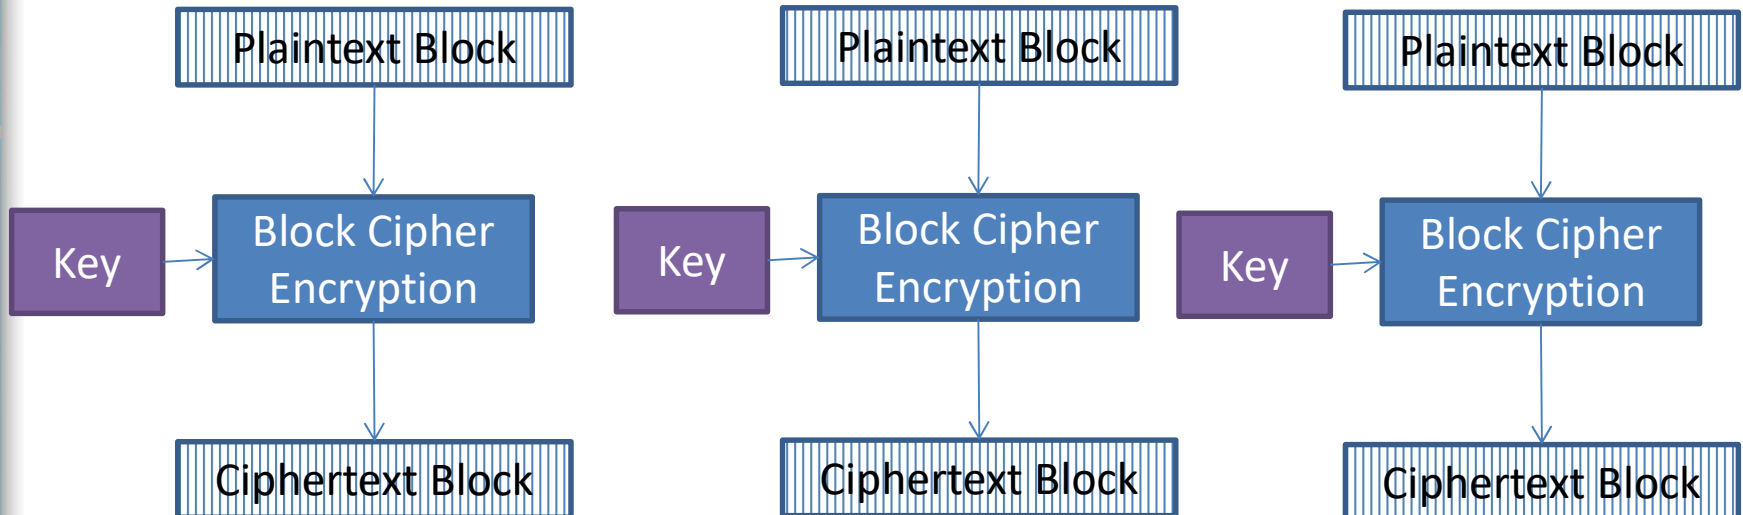 Plaintext Block
Plaintext Block
Plaintext Block
Key
Block Cipher
Encryption
Key
Block Cipher
Encryption
Key
Block Cipher
Encryption
Ciphertext Block
Ciphertext Block
Ciphertext Block